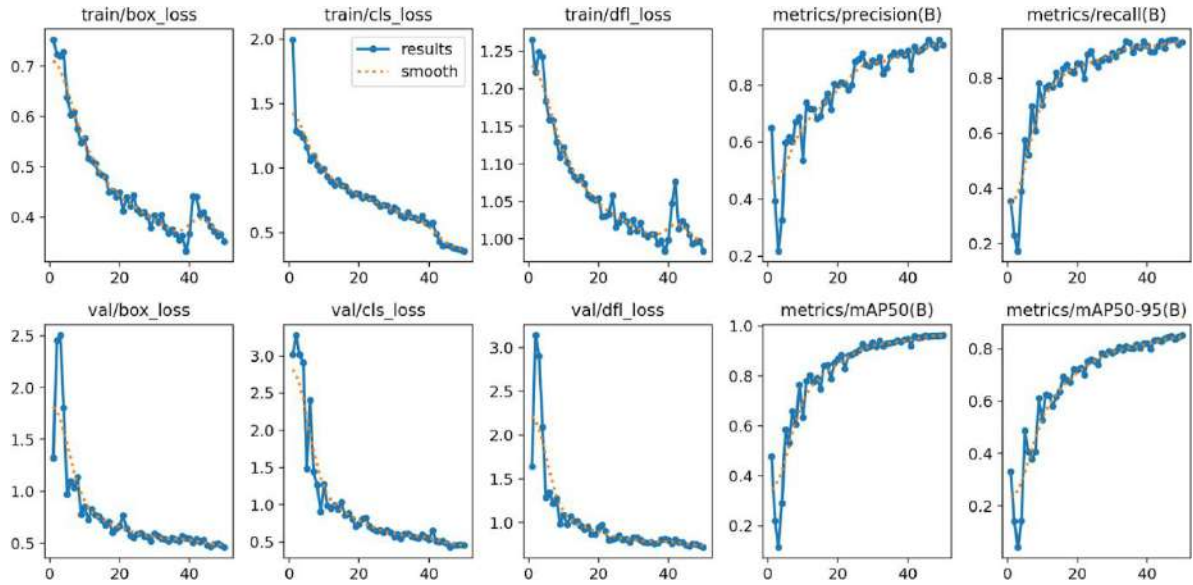 train/box_loss
train/cls_loss
train/dfl_loss
metrics/precision(B)
metrics/recall(B)
0.7
0.6
0.5
0.4
0 20 40
2.0
1.5
1.0
0.5
0 20 40
results
smooth
1.25
1.20
1.15
1.10
1.05
1.00
0 20 40
0.8
0.6
0.4
0.2
0 20 40
0.8
0.6
0.4
0.2
0 20 40
val/box_loss
val/cls_loss
val/dfl_loss
metrics/mAP50(B)
metrics/mAP50-95(B)
2.5
2.0
1.5
1.0
0.5
0 20 40
3.0
2.5
2.0
1.5
1.0
0.5
0 20 40
3.0
2.5
2.0
1.5
1.0
0 20 40
1.0
0.8
0.6
0.4
0.2
0 20 40
0.8
0.6
0.4
0.2
0 20 40